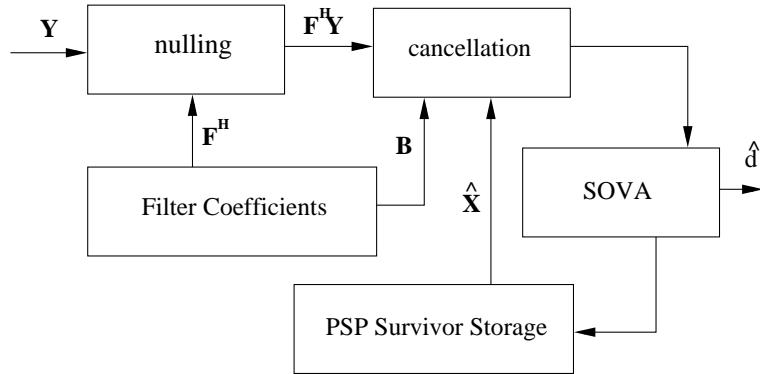 Y
nulling
F^H Y
cancellation
F^H
B
X̂
Filter Coefficients
SOVA
d̂
PSP Survivor Storage